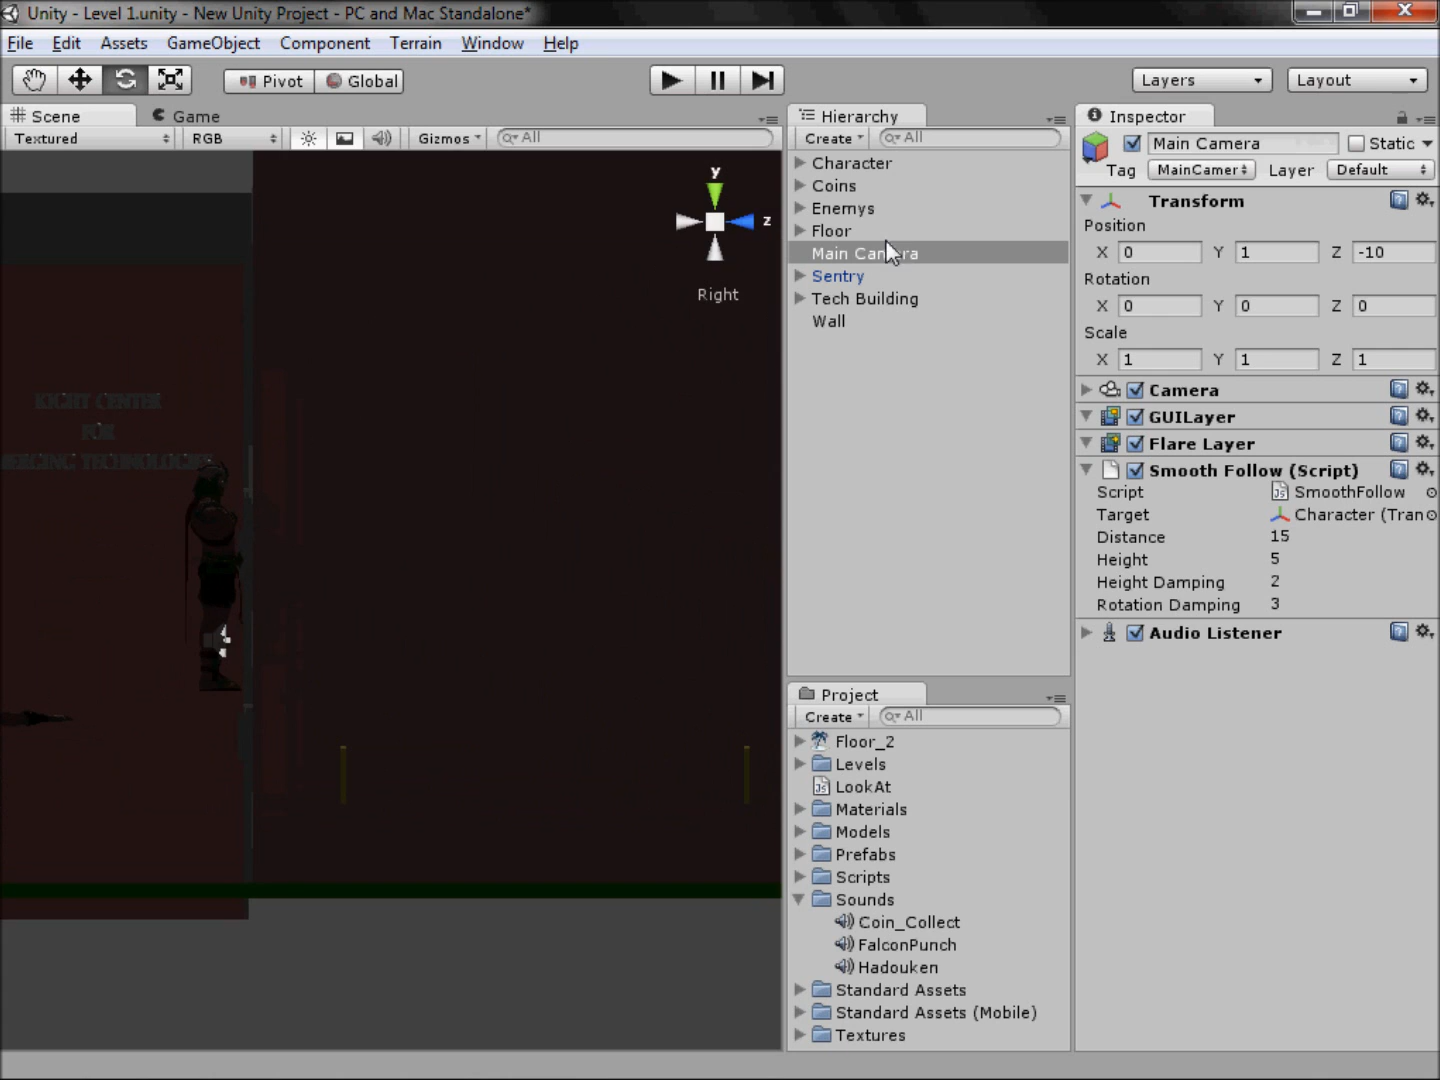 Unity - Level 1.unity - New Unity Project - PC and Mac Standalone*
File Edit Assets GameObject Component Terrain Window Help
Pivot Global Layers Layout
Scene Game
Textured RGB Gizmos All
y
z
Right
KIGHT CENTER
FOR
TECHNOLOGIES
Hierarchy
Create All
Character
Coins
Enemys
Floor
Main Camera
Sentry
Tech Building
Wall
Project
Create All
Floor_2
Levels
LookAt
Materials
Models
Prefabs
Scripts
Sounds
Coin_Collect
FalconPunch
Hadouken
Standard Assets
Standard Assets (Mobile)
Textures
Inspector
Main Camera Static
Tag MainCamer Layer Default
Transform
Position
X 0 Y 1 Z -10
Rotation
X 0 Y 0 Z 0
Scale
X 1 Y 1 Z 1
Camera
GUILayer
Flare Layer
Smooth Follow (Script)
Script SmoothFollow
Target Character (Tran
Distance 15
Height 5
Height Damping 2
Rotation Damping 3
Audio Listener